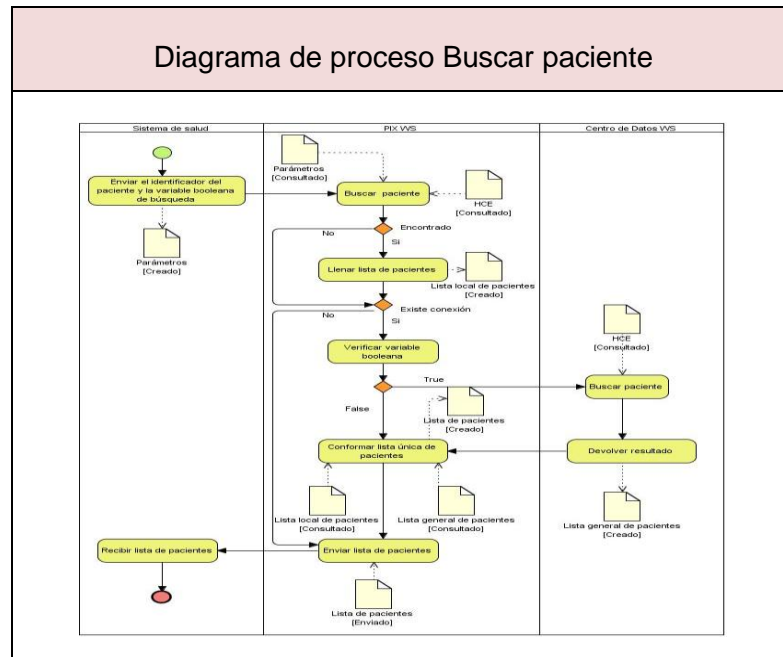 Diagrama de proceso Buscar paciente
Sistema de salud
PIX WS
Centro de Datos WS
Enviar el identificador del
paciente y la variable booleana
de búsqueda
Parámetros
[Creado]
Parámetros
[Consultado]
Buscar paciente
HCE
[Consultado]
Encontrado
No
Si
Llenar lista de pacientes
Lista local de pacientes
[Creado]
Existe conexión
No
Si
Verificar variable
booleana
True
False
HCE
[Consultado]
Buscar paciente
Lista de pacientes
[Creado]
Conformar lista única de
pacientes
Devolver resultado
Lista local de pacientes
[Consultado]
Lista general de pacientes
[Consultado]
Lista general de pacientes
[Creado]
Recibir lista de pacientes
Enviar lista de pacientes
Lista de pacientes
[Enviado]